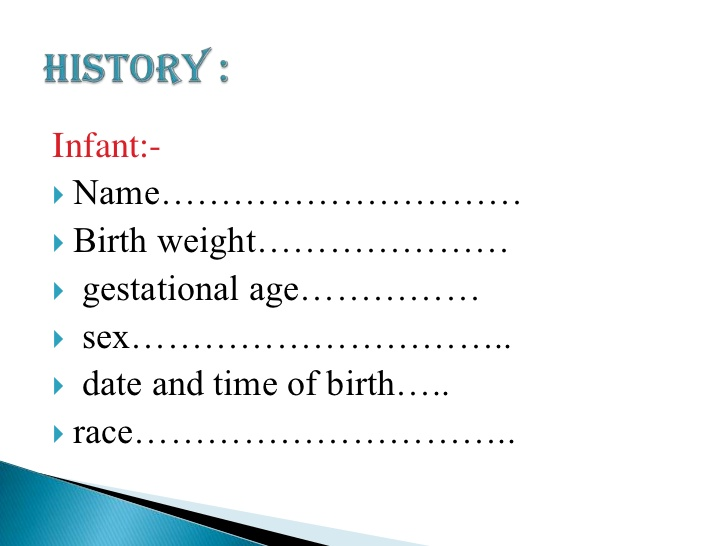 HISTORY :
Infant:-
Name…………………………
Birth weight…………………
gestational age……………
sex…………………………..
date and time of birth…..
race…………………………..